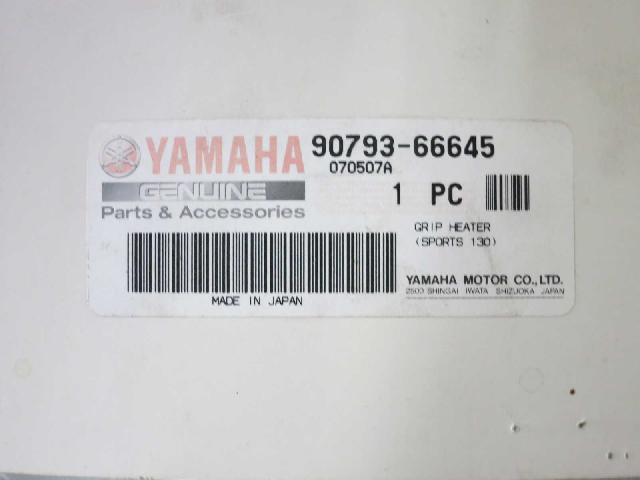 YAMAHA 90793-66645
070507A
GENUINE
1 PC
Parts & Accessories
GRIP HEATER
(SPORTS 130)
YAMAHA MOTOR CO., LTD.
2500 SHINGAI IWATA SHIZUOKA JAPAN
MADE IN JAPAN